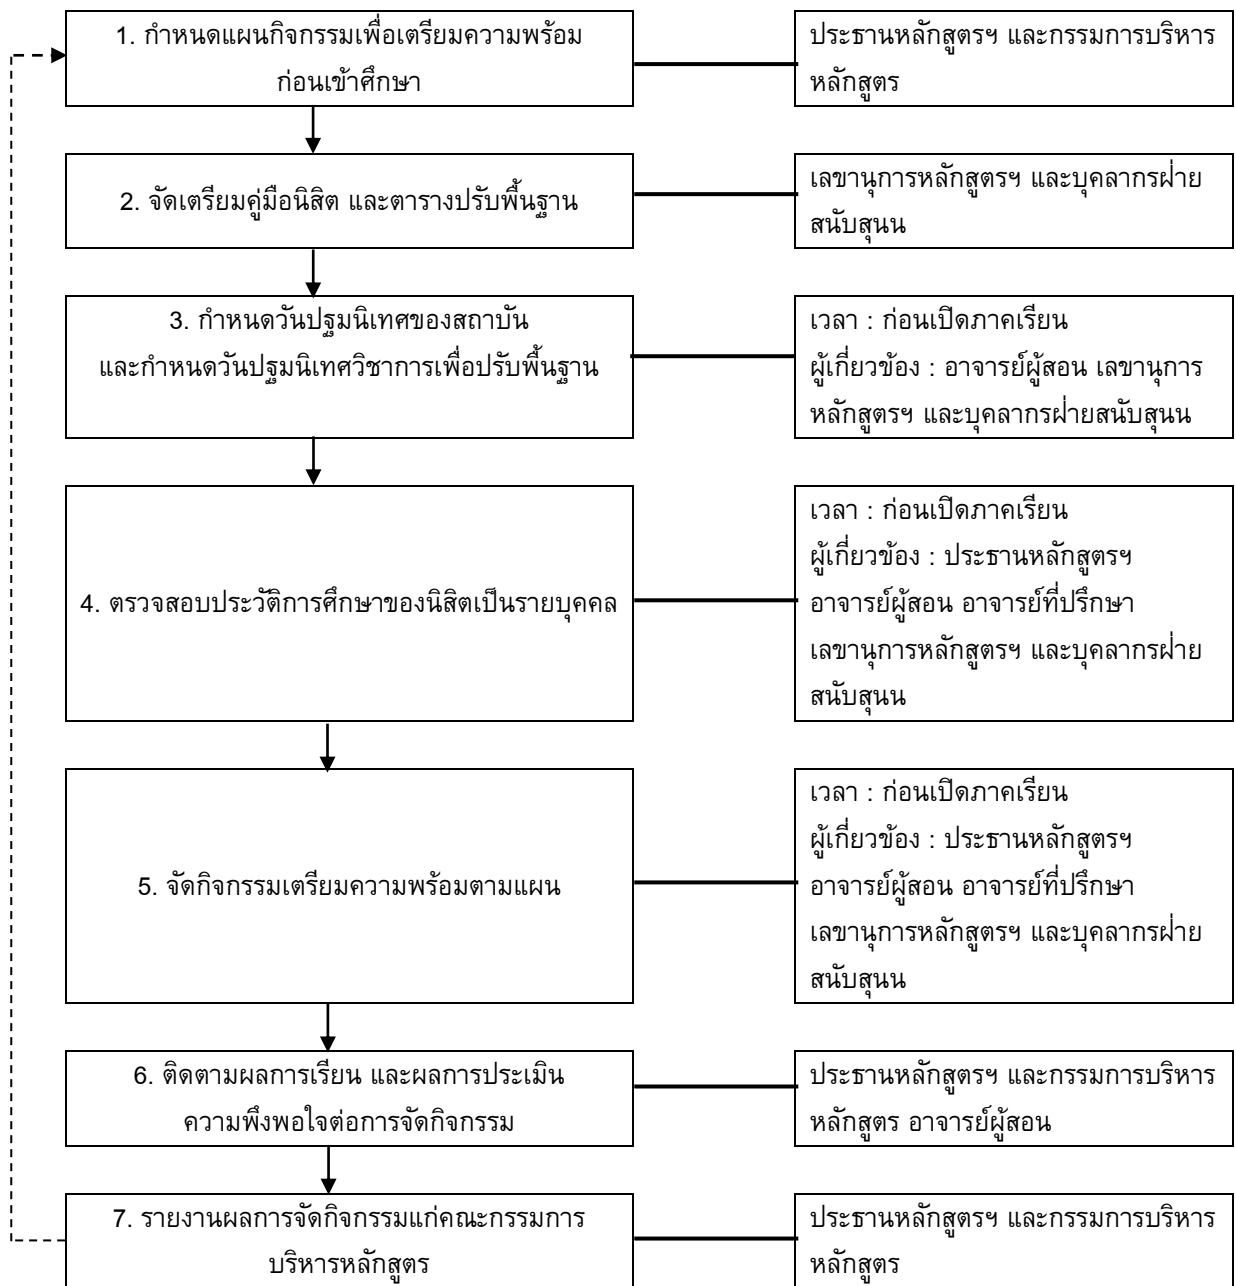 1. กำหนดแผนกิจกรรมเพื่อเตรียมความพร้อม
ก่อนเข้าศึกษา
ประธานหลักสูตรฯ และกรรมการบริหาร
หลักสูตร
2. จัดเตรียมคู่มือนิสิต และตารางปรับพื้นฐาน
เลขานุการหลักสูตรฯ และบุคลากรฝ่าย
สนับสุนน
3. กำหนดวันปฐมนิเทศของสถาบัน
และกำหนดวันปฐมนิเทศวิชาการเพื่อปรับพื้นฐาน
เวลา : ก่อนเปิดภาคเรียน
ผู้เกี่ยวข้อง : อาจารย์ผู้สอน เลขานุการ
หลักสูตรฯ และบุคลากรฝ่ายสนับสุนน
4. ตรวจสอบประวัติการศึกษาของนิสิตเป็นรายบุคคล
เวลา : ก่อนเปิดภาคเรียน
ผู้เกี่ยวข้อง : ประธานหลักสูตรฯ
อาจารย์ผู้สอน อาจารย์ที่ปรึกษา
เลขานุการหลักสูตรฯ และบุคลากรฝ่าย
สนับสุนน
5. จัดกิจกรรมเตรียมความพร้อมตามแผน
เวลา : ก่อนเปิดภาคเรียน
ผู้เกี่ยวข้อง : ประธานหลักสูตรฯ
อาจารย์ผู้สอน อาจารย์ที่ปรึกษา
เลขานุการหลักสูตรฯ และบุคลากรฝ่าย
สนับสุนน
6. ติดตามผลการเรียน และผลการประเมิน
ความพึงพอใจต่อการจัดกิจกรรม
ประธานหลักสูตรฯ และกรรมการบริหาร
หลักสูตร อาจารย์ผู้สอน
7. รายงานผลการจัดกิจกรรมแก่คณะกรรมการ
บริหารหลักสูตร
ประธานหลักสูตรฯ และกรรมการบริหาร
หลักสูตร